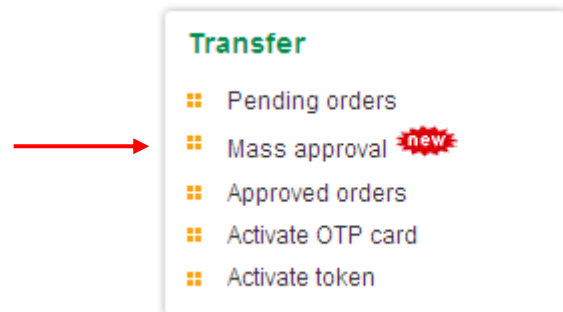 Transfer
Pending orders
Mass approval new
Approved orders
Activate OTP card
Activate token